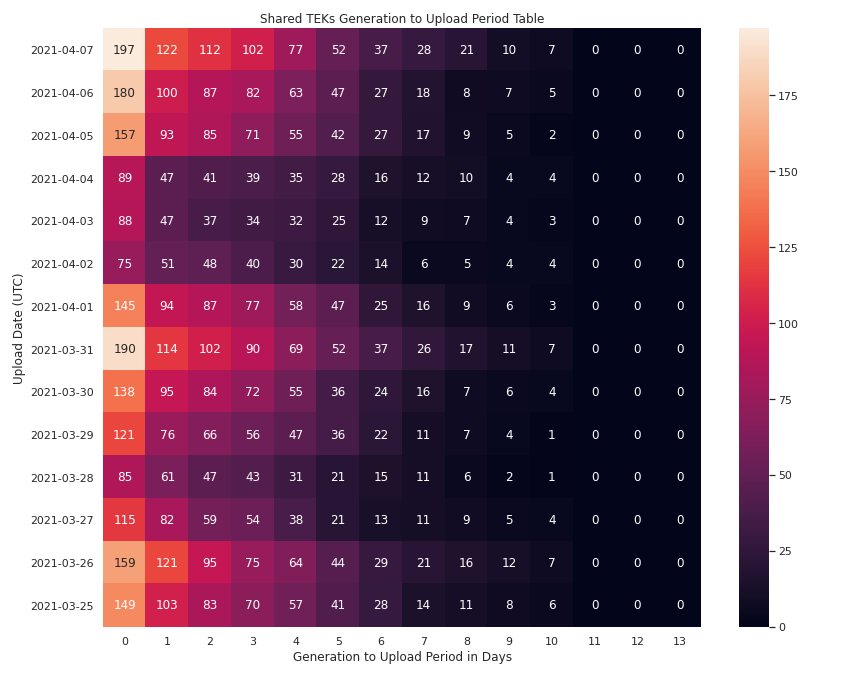 Shared TEKs Generation to Upload Period Table
Upload Date (UTC)
2021-04-07 197 122 112 102 77 52 37 28 21 10 7 0 0 0
2021-04-06 180 100 87 82 63 47 27 18 8 7 5 0 0 0
2021-04-05 157 93 85 71 55 42 27 17 9 5 2 0 0 0
2021-04-04 89 47 41 39 35 28 16 12 10 4 4 0 0 0
2021-04-03 88 47 37 34 32 25 12 9 7 4 3 0 0 0
2021-04-02 75 51 48 40 30 22 14 6 5 4 4 0 0 0
2021-04-01 145 94 87 77 58 47 25 16 9 6 3 0 0 0
2021-03-31 190 114 102 90 69 52 37 26 17 11 7 0 0 0
2021-03-30 138 95 84 72 55 36 24 16 7 6 4 0 0 0
2021-03-29 121 76 66 56 47 36 22 11 7 4 1 0 0 0
2021-03-28 85 61 47 43 31 21 15 11 6 2 1 0 0 0
2021-03-27 115 82 59 54 38 21 13 11 9 5 4 0 0 0
2021-03-26 159 121 95 75 64 44 29 21 16 12 7 0 0 0
2021-03-25 149 103 83 70 57 41 28 14 11 8 6 0 0 0
0 1 2 3 4 5 6 7 8 9 10 11 12 13
Generation to Upload Period in Days
175
150
125
100
75
50
25
0